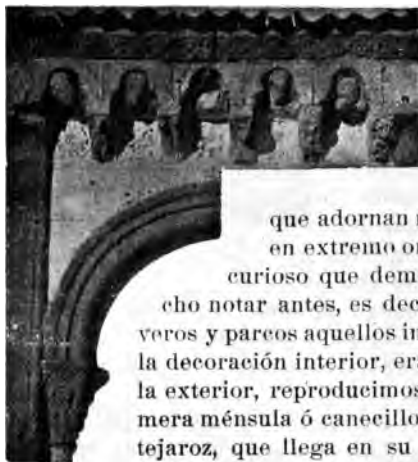 que adornan
en extremo or
curioso que dem
cho notar antes, es dec
veros y parcos aquellos in
la decoración interior, era
la exterior, reproducimos
mera ménsula ó canecillo
tejaroz, que llega en su